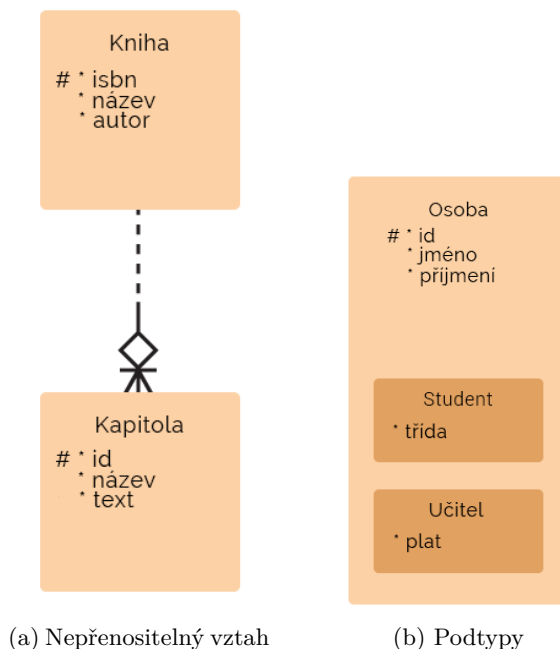 Kniha
# * isbn
* název
* autor
Kapitola
# * id
* název
* text
(a) Nepřenositelný vztah
Osoba
# * id
* jméno
* příjmení
Student
* třída
Učitel
* plat
(b) Podtypy